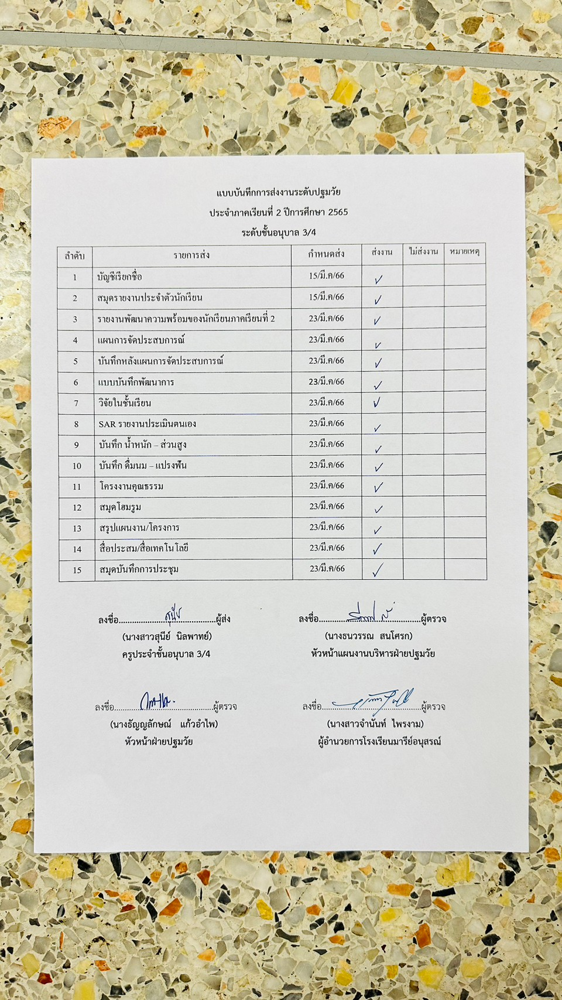 แบบบันทึกการส่งงานระดับปฐมวัย
ประจำภาคเรียนที่ 2 ปีการศึกษา 2565
ระดับชั้นอนุบาล 3/4
ลำดับ รายการส่ง กำหนดส่ง ส่งงาน ไม่ส่งงาน หมายเหตุ
1 บัญชีเรียกชื่อ 15/มี.ค/66 ✓
2 สมุดรายงานประจำตัวนักเรียน 15/มี.ค/66 ✓
3 รายงานพัฒนาความพร้อมของนักเรียนภาคเรียนที่ 2 23/มี.ค/66 ✓
4 แผนการจัดประสบการณ์ 23/มี.ค/66 ✓
5 บันทึกหลังแผนการจัดประสบการณ์ 23/มี.ค/66 ✓
6 แบบบันทึกพัฒนาการ 23/มี.ค/66 ✓
7 วิจัยในชั้นเรียน 23/มี.ค/66 ✓
8 SAR รายงานประเมินตนเอง 23/มี.ค/66 ✓
9 บันทึก น้ำหนัก – ส่วนสูง 23/มี.ค/66 ✓
10 บันทึก ดื่มนม – แปรงฟัน 23/มี.ค/66 ✓
11 โครงงานคุณธรรม 23/มี.ค/66 ✓
12 สมุดโฮมรูม 23/มี.ค/66 ✓
13 สรุปแผนงาน/โครงการ 23/มี.ค/66 ✓
14 สื่อประสม/สื่อเทคโนโลยี 23/มี.ค/66 ✓
15 สมุดบันทึกการประชุม 23/มี.ค/66 ✓
ลงชื่อ..........ผู้ส่ง ลงชื่อ..........ผู้ตรวจ
(นางสาวสุนีย์ นิลพาทย์) (นางธนวรรณ สนโศรก)
ครูประจำชั้นอนุบาล 3/4 หัวหน้าแผนงานบริหารฝ่ายปฐมวัย
ลงชื่อ..........ผู้ตรวจ ลงชื่อ..........ผู้ตรวจ
(นางธัญญลักษณ์ แก้วอำไพ) (นางสาวจำนันท์ ไพรงาม)
หัวหน้าฝ่ายปฐมวัย ผู้อำนวยการโรงเรียนมารีย์อนุสรณ์